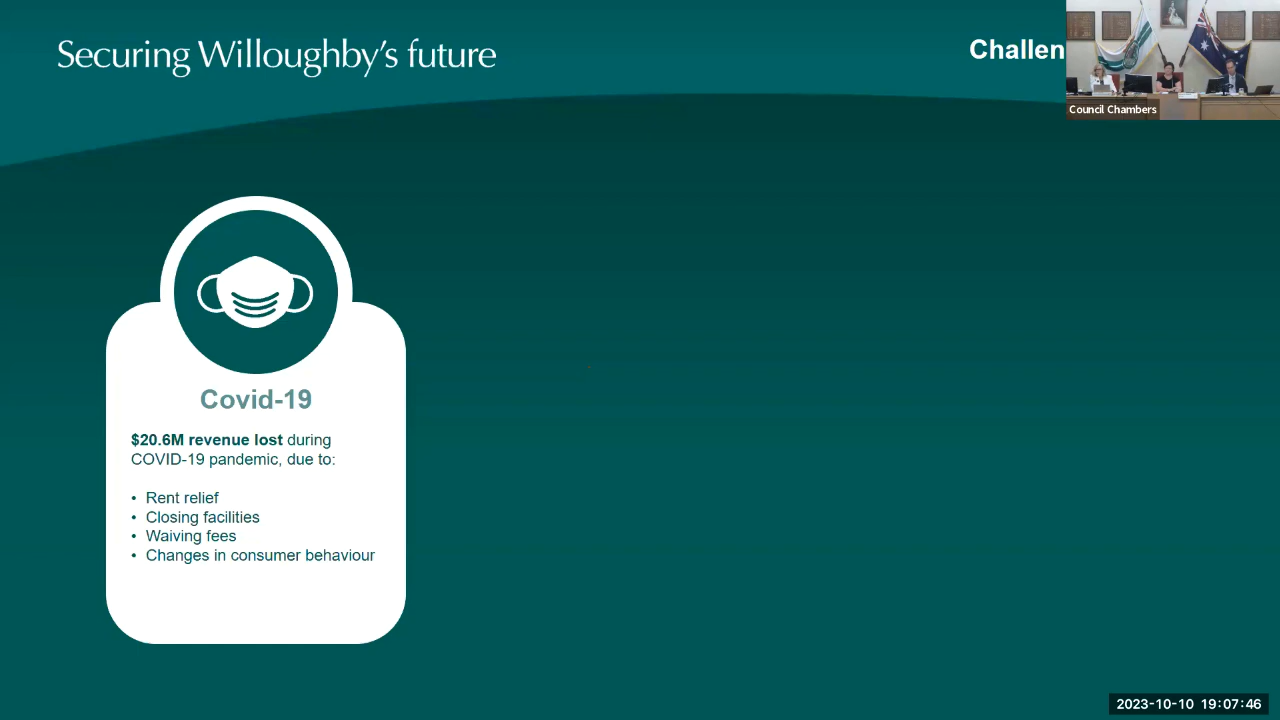 Securing Willoughby's future
Challen
Council Chambers
Covid-19
$20.6M revenue lost during
COVID-19 pandemic, due to:
• Rent relief
• Closing facilities
• Waiving fees
• Changes in consumer behaviour
2023-10-10 19:07:46